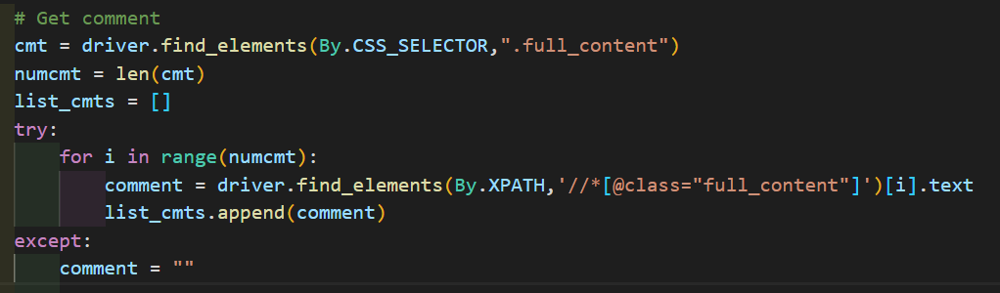 # Get comment
cmt = driver.find_elements(By.CSS_SELECTOR,".full_content")
numcmt = len(cmt)
list_cmts = []
try:
    for i in range(numcmt):
        comment = driver.find_elements(By.XPATH,'//*[@class="full_content"]')[i].text
        list_cmts.append(comment)
except:
    comment = ""